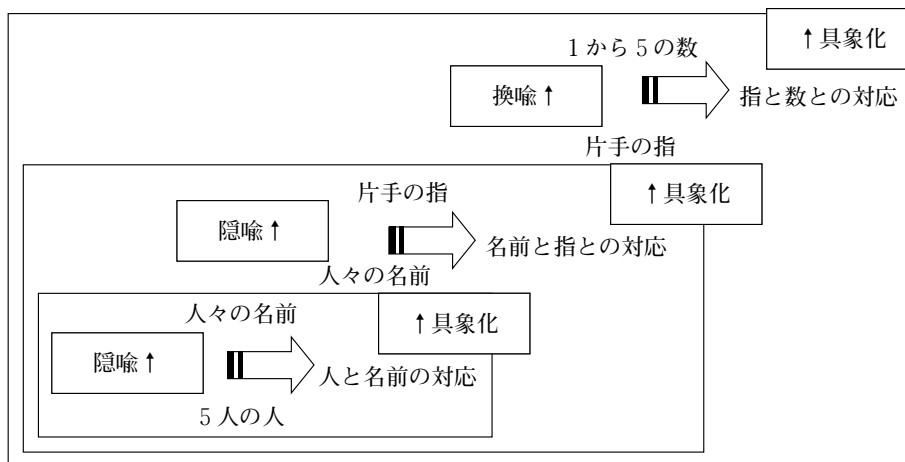 ↑具象化
1から5の数
換喩↑
指と数との対応
片手の指
↑具象化
片手の指
隠喩↑
名前と指との対応
人々の名前
↑具象化
人々の名前
隠喩↑
人と名前の対応
5人の人